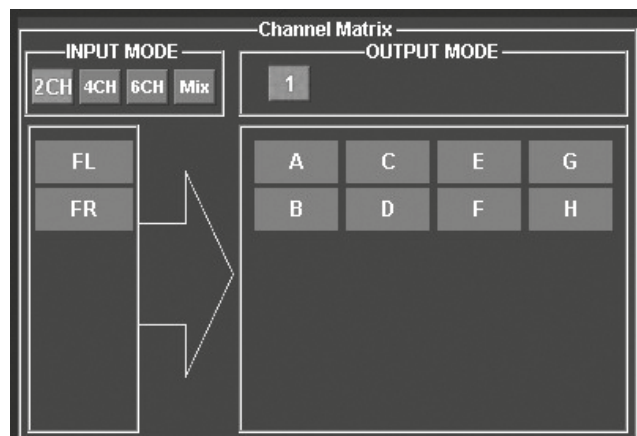 Channel Matrix
INPUT MODE
OUTPUT MODE
2CH 4CH 6CH Mix
1
FL
FR
A C E G
B D F H